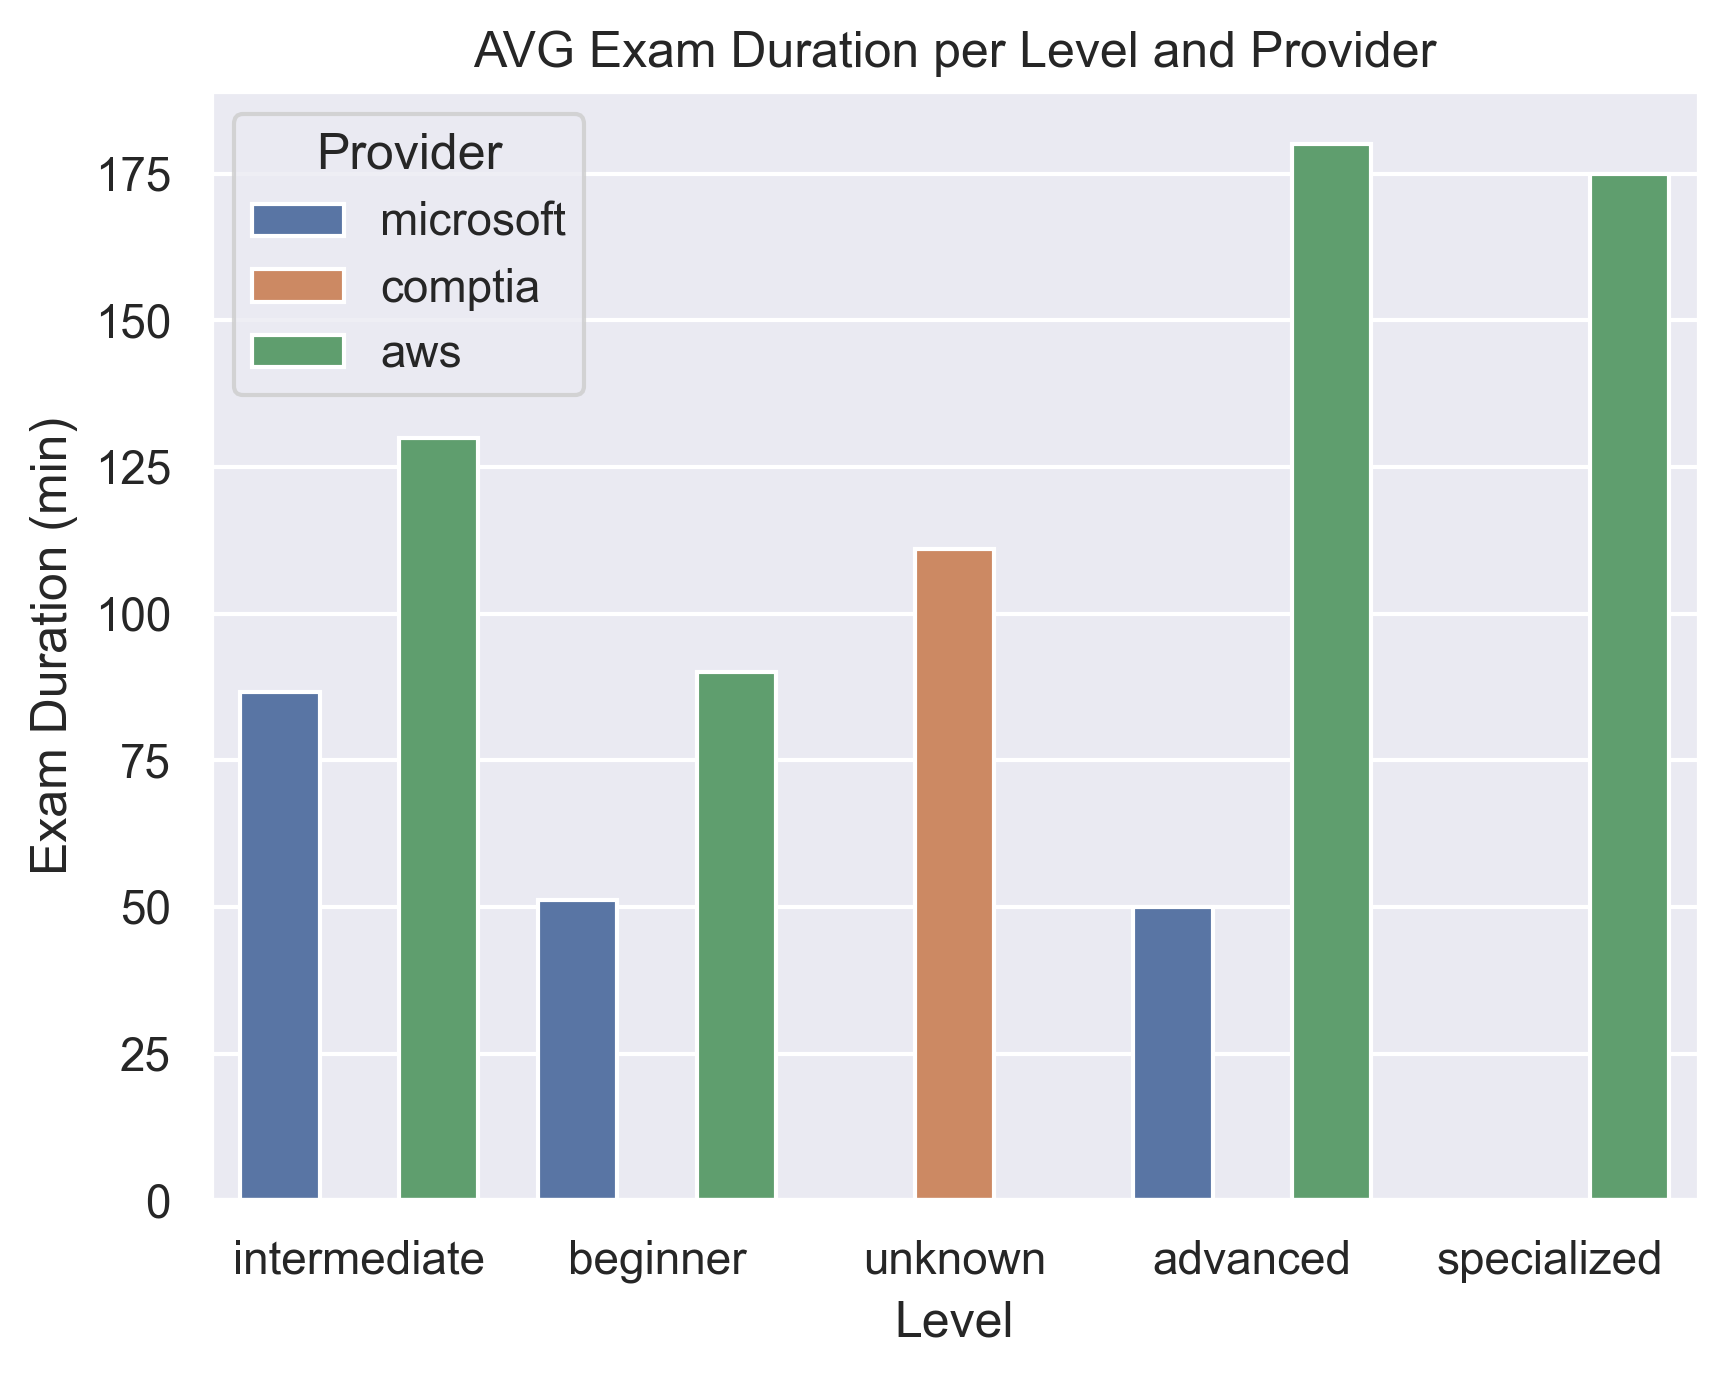 AVG Exam Duration per Level and Provider
Provider
microsoft
comptia
aws
Exam Duration (min)
175
150
125
100
75
50
25
0
intermediate beginner unknown advanced specialized
Level